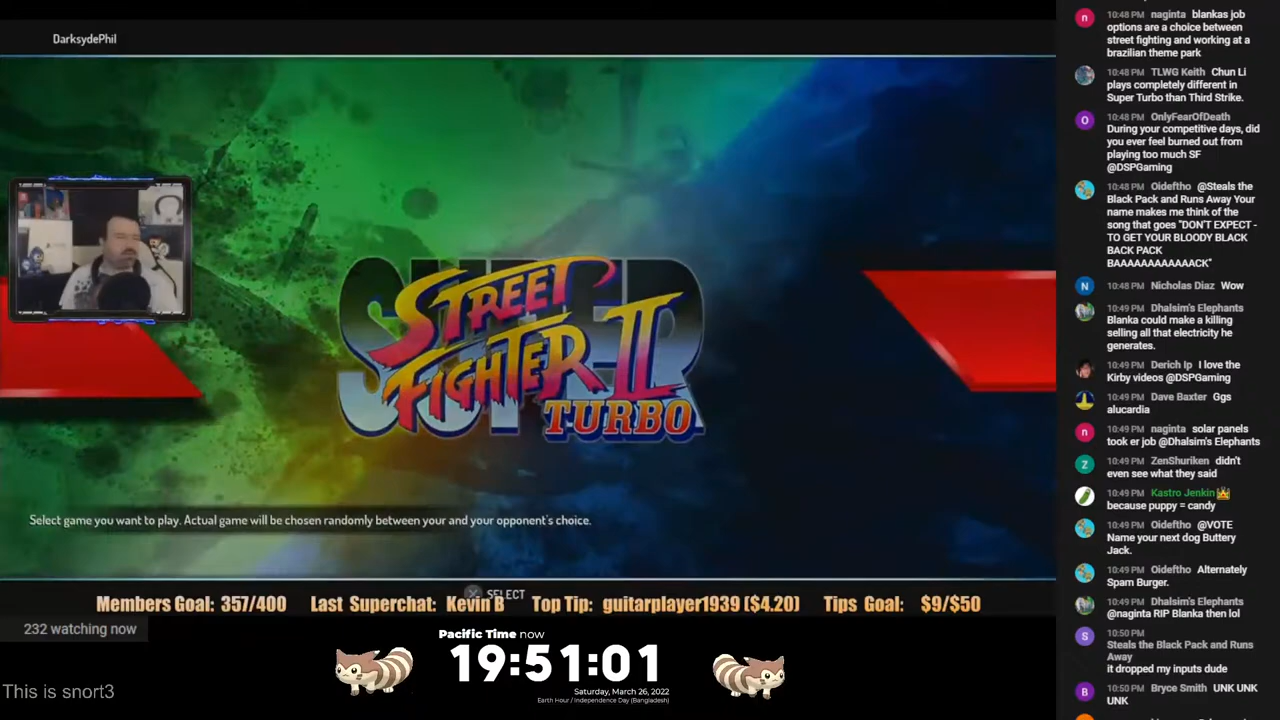 DarksydePhil
SUPER
STREET
FIGHTER II
TURBO
Select game you want to play. Actual game will be chosen randomly between your and your opponent's choice.
SELECT
Members Goal: 357/400 Last Superchat: Kevin B Top Tip: guitarplayer1939 ($4.20) Tips Goal: $9/$50
232 watching now
Pacific Time now
19:51:01
Saturday, March 26, 2022
Earth Hour / Independence Day (Bangladesh)
This is snort3
10:48 PM naginta blankas job
options are a choice between
street fighting and working at a
brazilian theme park
10:48 PM TLWG Keith Chun Li
plays completely different in
Super Turbo than Third Strike.
10:48 PM OnlyFearOfDeath
During your competitive days, did
you ever feel burned out from
playing too much SF
@DSPGaming
10:48 PM Oideftho @Steals the
Black Pack and Runs Away Your
name makes me think of the
song that goes "DON'T EXPECT -
TO GET YOUR BLOODY BLACK
BACK PACK
BAAAAAAAAAAACK"
10:48 PM Nicholas Diaz Wow
10:49 PM Dhalsim's Elephants
Blanka could make a killing
selling all that electricity he
generates.
10:49 PM Derich Ip I love the
Kirby videos @DSPGaming
10:49 PM Dave Baxter Ggs
alucardia
10:49 PM naginta solar panels
took er job @Dhalsim's Elephants
10:49 PM ZenShuriken didn't
even see what they said
10:49 PM Kastro Jenkin
because puppy = candy
10:49 PM Oideftho @VOTE
Name your next dog Buttery
Jack.
10:49 PM Oideftho Alternately
Spam Burger.
10:49 PM Dhalsim's Elephants
@naginta RIP Blanka then lol
10:50 PM
Steals the Black Pack and Runs
Away
it dropped my inputs dude
10:50 PM Bryce Smith UNK UNK
UNK